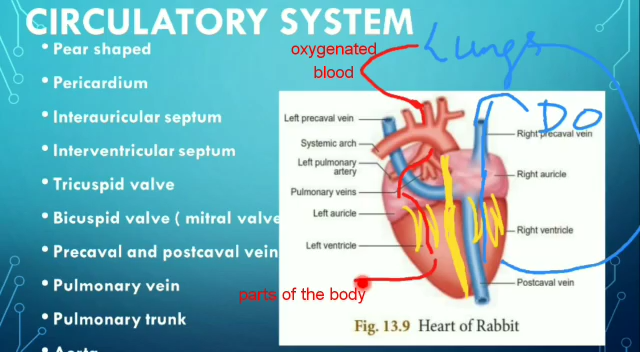 CIRCULATORY SYSTEM
• Pear shaped
• Pericardium
• Interauricular septum
• Interventricular septum
• Tricuspid valve
• Bicuspid valve ( mitral valve
• Precaval and postcaval vein
• Pulmonary vein
• Pulmonary trunk
• Aorta
oxygenated
blood
Lungs
DO
Left precaval vein
Systemic arch
Left pulmonary
artery
Pulmonary veins
Left auricle
Left ventricle
Right precaval vein
Right auricle
Right ventricle
Postcaval vein
parts of the body
Fig. 13.9 Heart of Rabbit